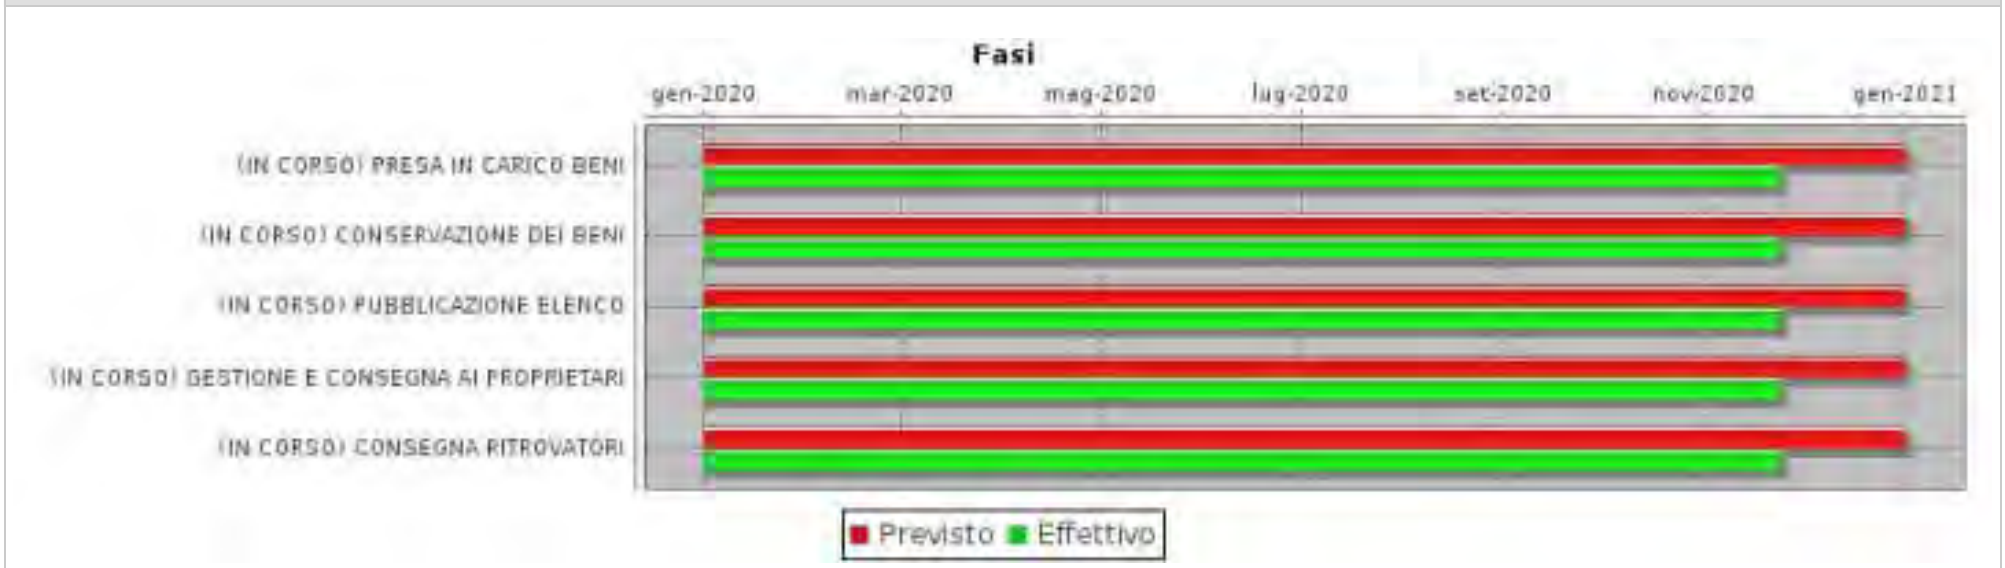 Fasi
gen-2020 mar-2020 mag-2020 lug-2020 set-2020 nov-2020 gen-2021
(IN CORSO) PRESA IN CARICO BENI
(IN CORSO) CONSERVAZIONE DEI BENI
(IN CORSO) PUBBLICAZIONE ELENCO
(IN CORSO) GESTIONE E CONSEGNA AI PROPRIETARI
(IN CORSO) CONSEGNA RITROVATORI
Previsto Effettivo